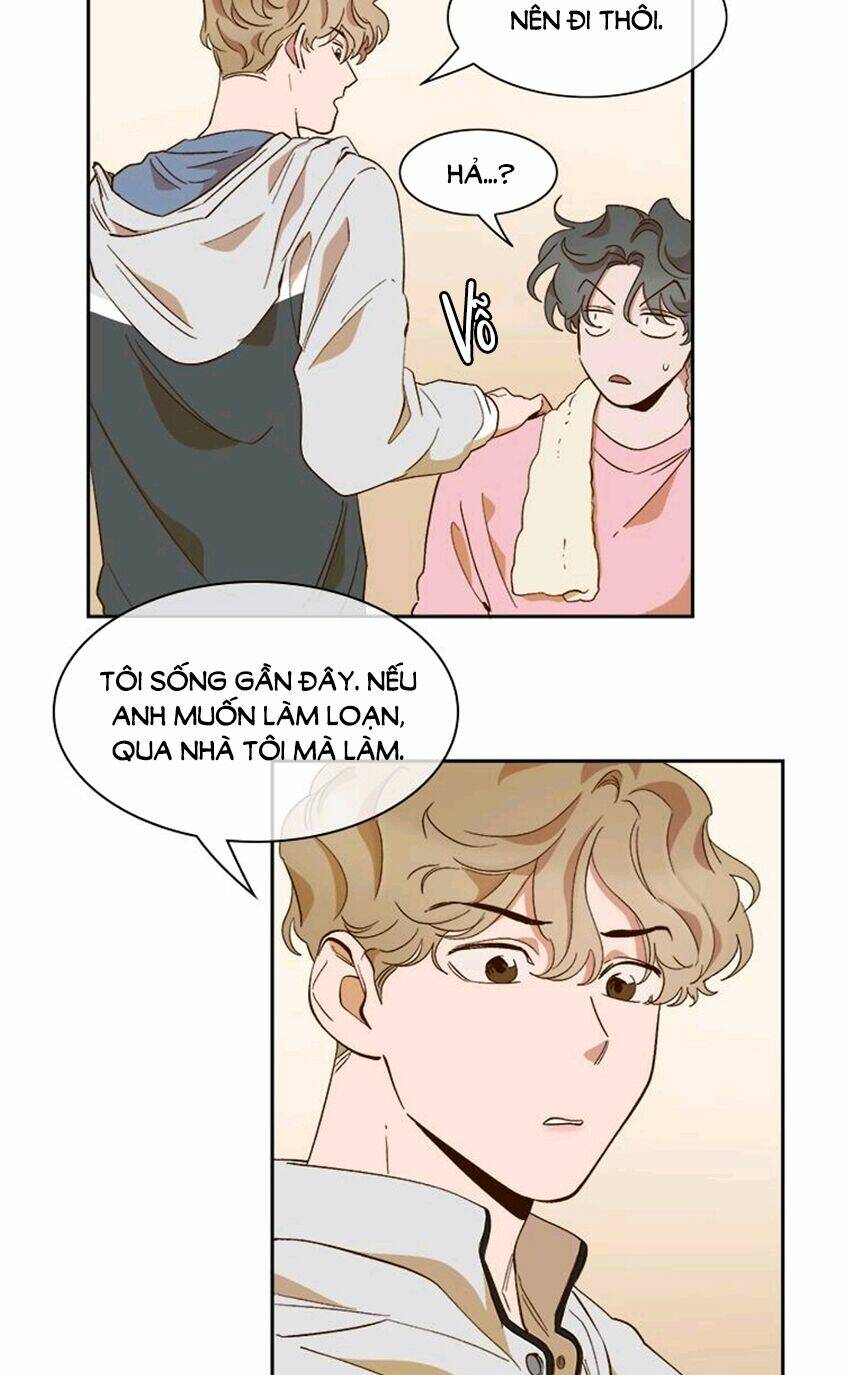 NÊN ĐI THÔI.
HẢ...?
Vỗ
TÔI SỐNG GẦN ĐÂY. NẾU
ANH MUỐN LÀM LOẠN,
QUA NHÀ TÔI MÀ LÀM.